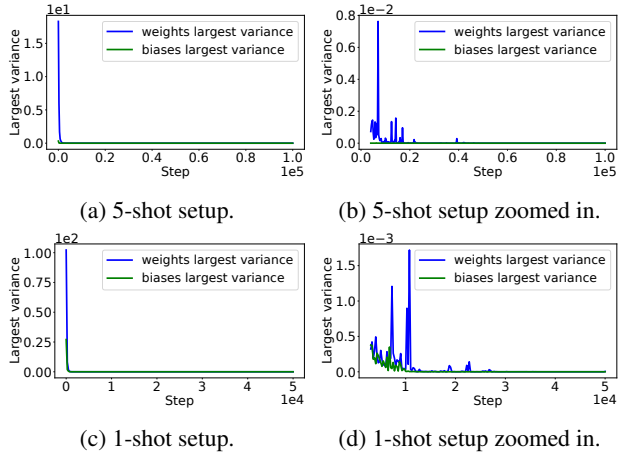 1e1
1.5
1.0
0.5
0.0
Largest variance
weights largest variance
biases largest variance
0.0 0.2 0.4 0.6 0.8 1.0
Step 1e5
(a) 5-shot setup.
1e−2
0.8
0.6
0.4
0.2
0.0
Largest variance
weights largest variance
biases largest variance
0.0 0.2 0.4 0.6 0.8 1.0
Step 1e5
(b) 5-shot setup zoomed in.
1e2
1.00
0.75
0.50
0.25
0.00
Largest variance
weights largest variance
biases largest variance
0 1 2 3 4 5
Step 1e4
(c) 1-shot setup.
1e−3
1.5
1.0
0.5
0.0
Largest variance
weights largest variance
biases largest variance
1 2 3 4 5
Step 1e4
(d) 1-shot setup zoomed in.